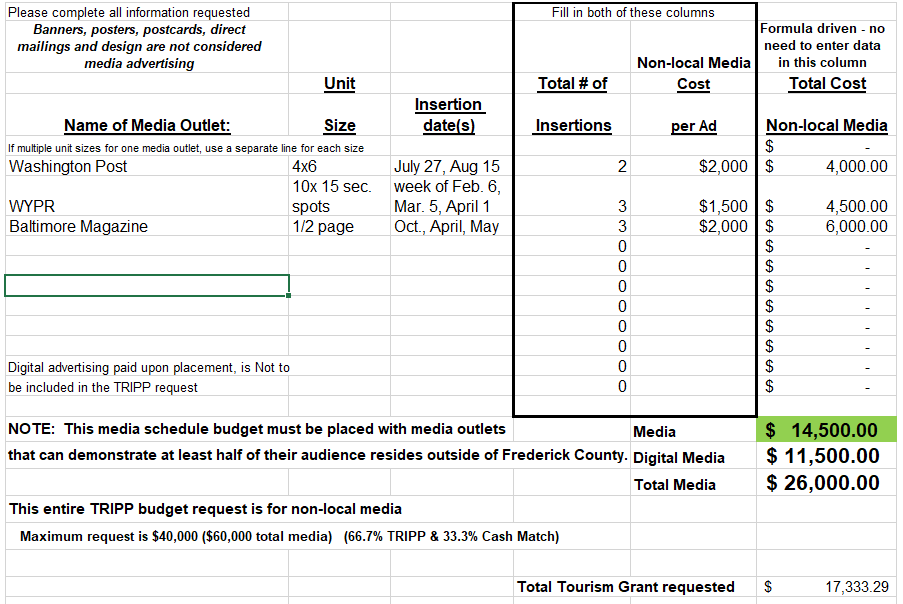 Please complete all information requested Fill in both of these columns
Banners, posters, postcards, direct Formula driven - no
mailings and design are not considered need to enter data
media advertising Non-local Media in this column
Unit Total # of Cost Total Cost
Insertion
Name of Media Outlet: Size date(s) Insertions per Ad Non-local Media
If multiple unit sizes for one media outlet, use a separate line for each size $ -
Washington Post 4x6 July 27, Aug 15 2 $2,000 $ 4,000.00
10x 15 sec. week of Feb. 6,
WYPR spots Mar. 5, April 1 3 $1,500 $ 4,500.00
Baltimore Magazine 1/2 page Oct., April, May 3 $2,000 $ 6,000.00
0 $ -
0 $ -
0 $ -
0 $ -
0 $ -
0 $ -
Digital advertising paid upon placement, is Not to 0 $ -
be included in the TRIPP request 0 $ -
NOTE: This media schedule budget must be placed with media outlets Media $ 14,500.00
that can demonstrate at least half of their audience resides outside of Frederick County. Digital Media $ 11,500.00
Total Media $ 26,000.00
This entire TRIPP budget request is for non-local media
Maximum request is $40,000 ($60,000 total media) (66.7% TRIPP & 33.3% Cash Match)
Total Tourism Grant requested $ 17,333.29